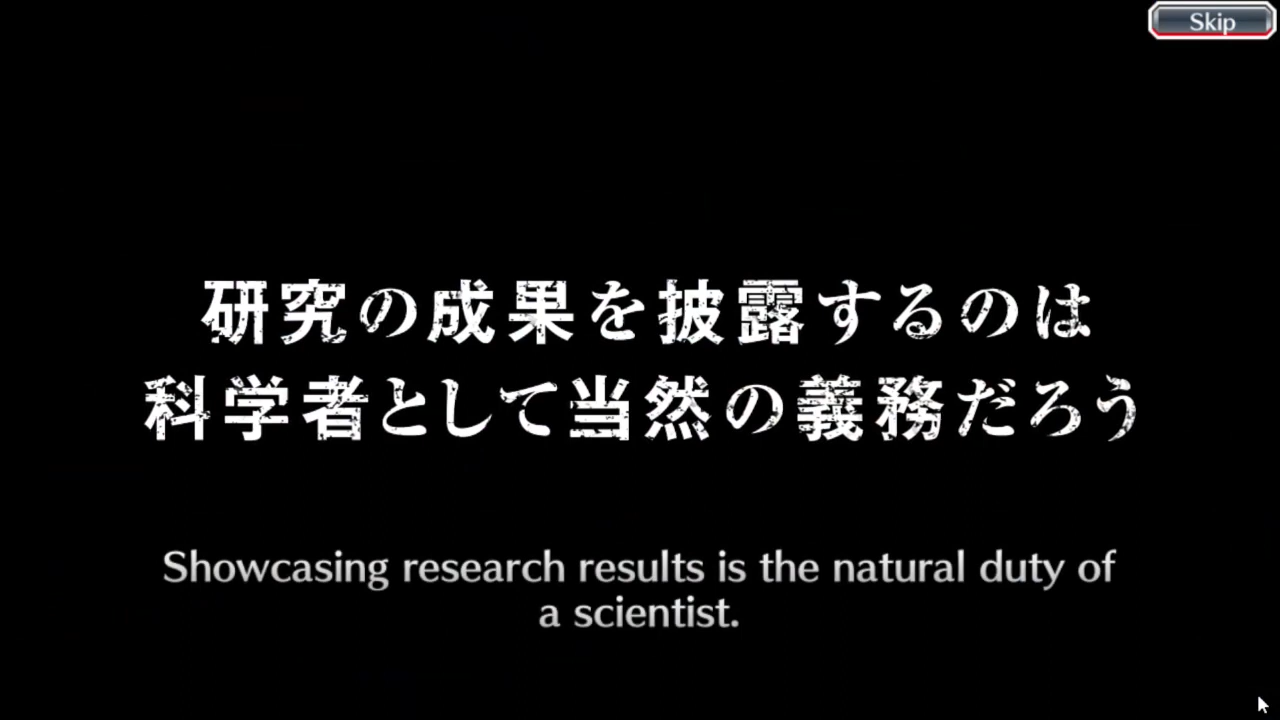 Skip
研究の成果を披露するのは
科学者として当然の義務だろう
Showcasing research results is the natural duty of
a scientist.